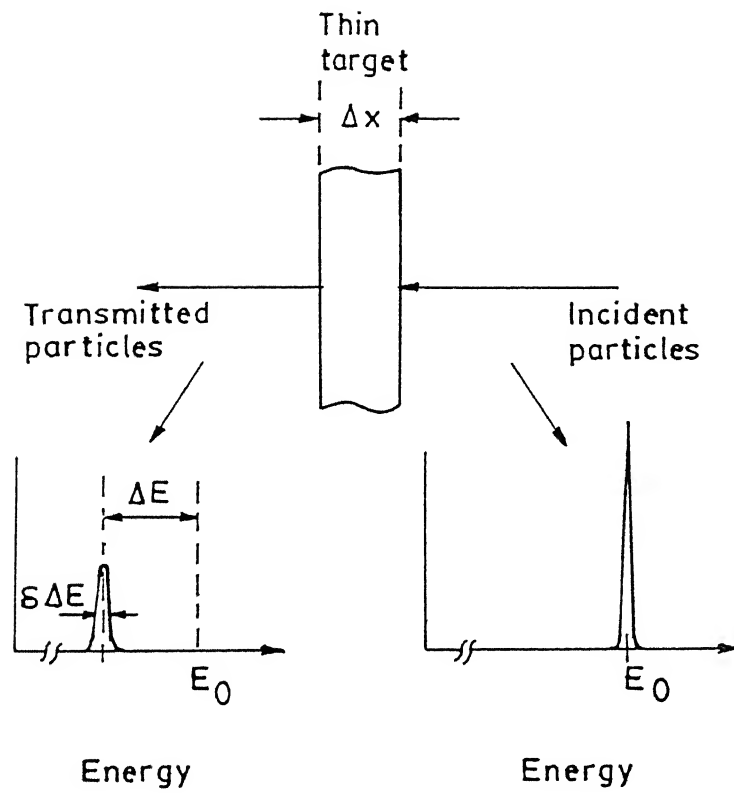 Thin
target
Δx
Transmitted
particles
Incident
particles
ΔE
δΔE
E₀
E₀
Energy
Energy